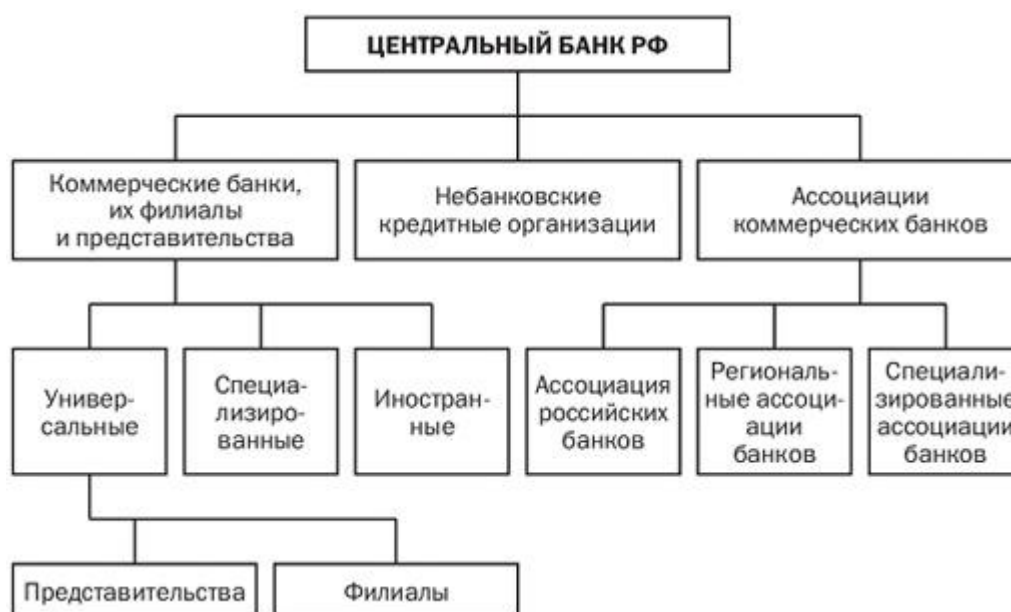 ЦЕНТРАЛЬНЫЙ БАНК РФ
Коммерческие банки,
их филиалы
и представительства
Небанковские
кредитные организации
Ассоциации
коммерческих банков
Универ-
сальные
Специа-
лизиро-
ванные
Иностран-
ные
Ассоциация
российских
банков
Региональ-
ные ассоци-
ации
банков
Специали-
зированные
ассоциации
банков
Представительства
Филиалы